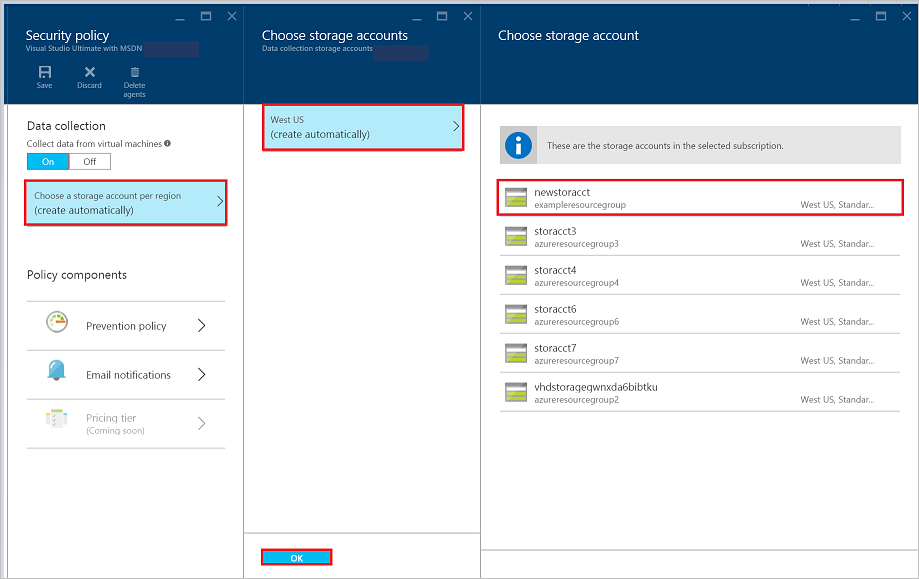 Security policy
Visual Studio Ultimate with MSDN
Save
Discard
Delete
agents
Data collection
Collect data from virtual machines
On
Off
Choose a storage account per region
(create automatically)
Policy components
Prevention policy
Email notifications
Pricing tier
(Coming soon)
Choose storage accounts
Data collection storage accounts
West US
(create automatically)
OK
Choose storage account
These are the storage accounts in the selected subscription.
newstoracct
exampleresourcegroup
West US, Standar...
storacct3
azureresourcegroup3
West US, Standar...
storacct4
azureresourcegroup4
West US, Standar...
storacct6
azureresourcegroup6
West US, Standar...
storacct7
azureresourcegroup7
West US, Standar...
vhdstoragegwnxda6bibtku
azureresourcegroup2
West US, Standar...